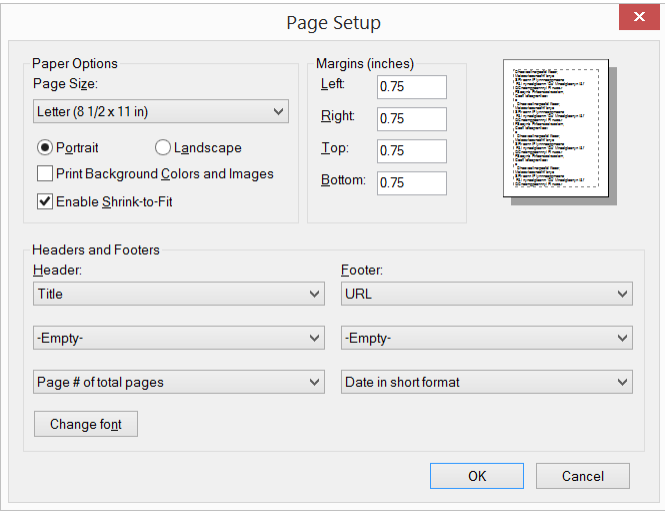 Page Setup
Paper Options
Page Size:
Letter (8 1/2 x 11 in)
Portrait
Landscape
Print Background Colors and Images
Enable Shrink-to-Fit
Margins (inches)
Left:
0.75
Right:
0.75
Top:
0.75
Bottom:
0.75
Headers and Footers
Header:
Footer:
Title
URL
-Empty-
-Empty-
Page # of total pages
Date in short format
Change font
OK
Cancel